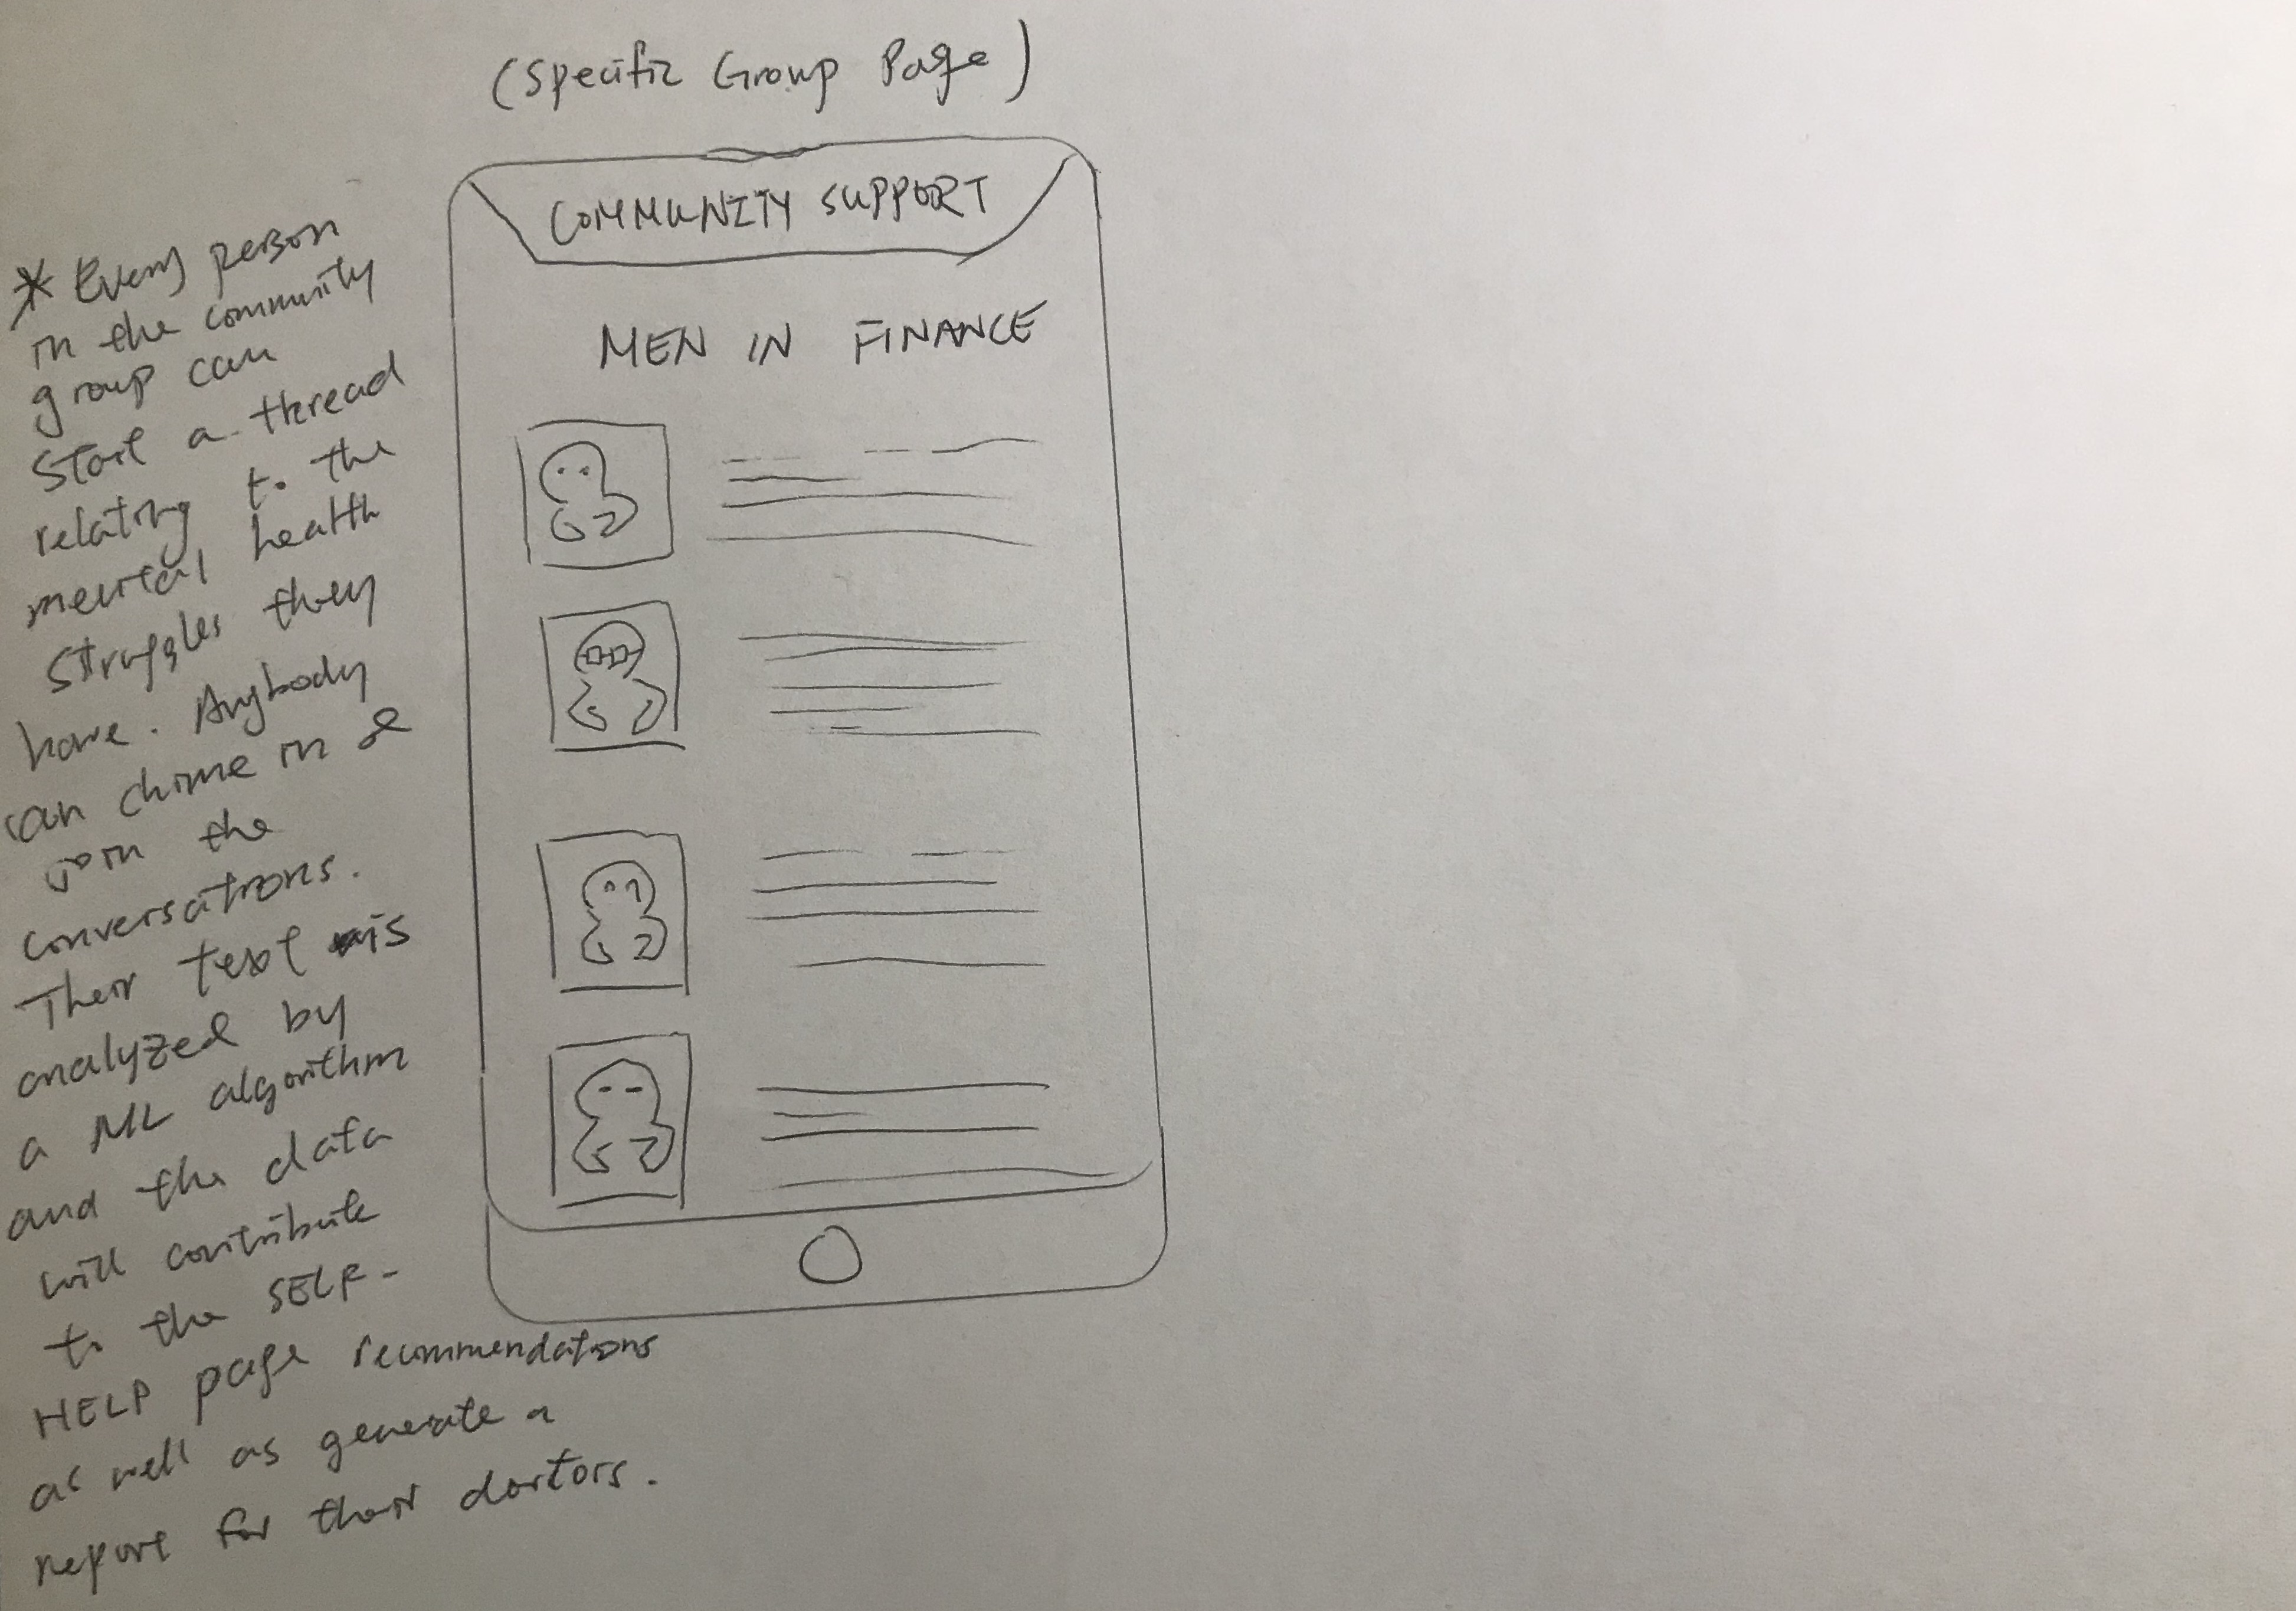 (Specific Group Page)
COMMUNITY SUPPORT
MEN IN FINANCE
* Every person
in the community
group can
start a thread
relating to the
mental health
struggles they
have. Anybody
can chime in &
join the
conversations.
Their text is
analyzed by
a ML algorithm
and the data
will contribute
to the SELF-
HELP page recommendations
as well as generate a
report for their doctors.